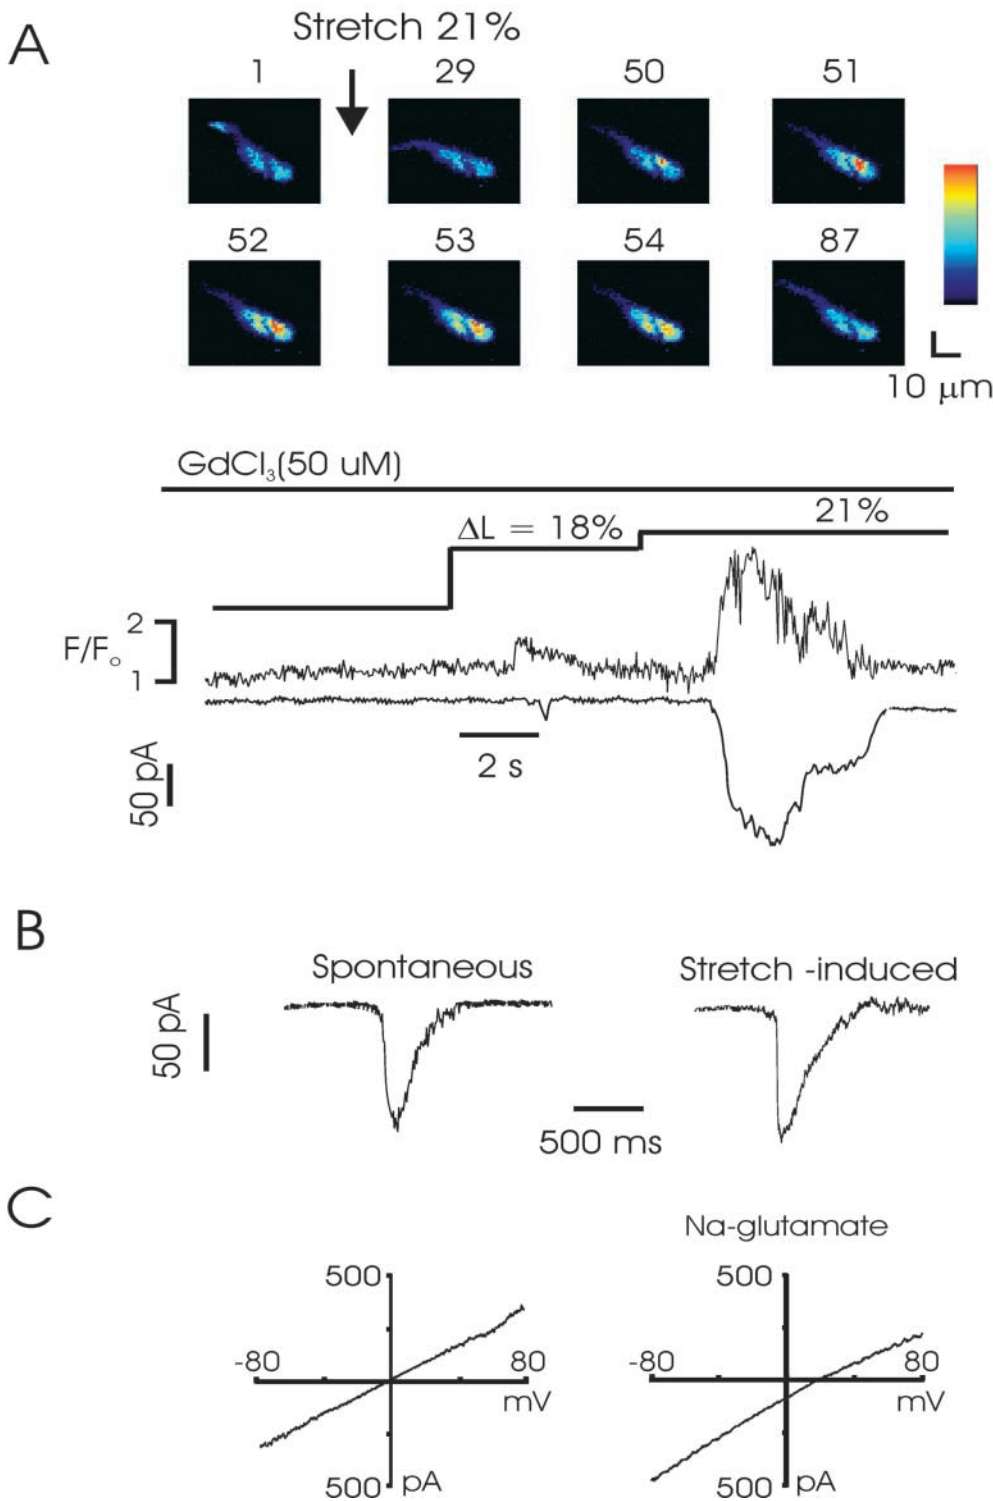 A
Stretch 21%
1 29 50 51
52 53 54 87
10 μm
GdCl₃(50 uM)
ΔL = 18% 21%
F/Fₒ 2
1
2 s
50 pA
B
Spontaneous Stretch -induced
50 pA
500 ms
C
Na-glutamate
500 500
-80 80 -80 80
mV mV
500 pA 500 pA